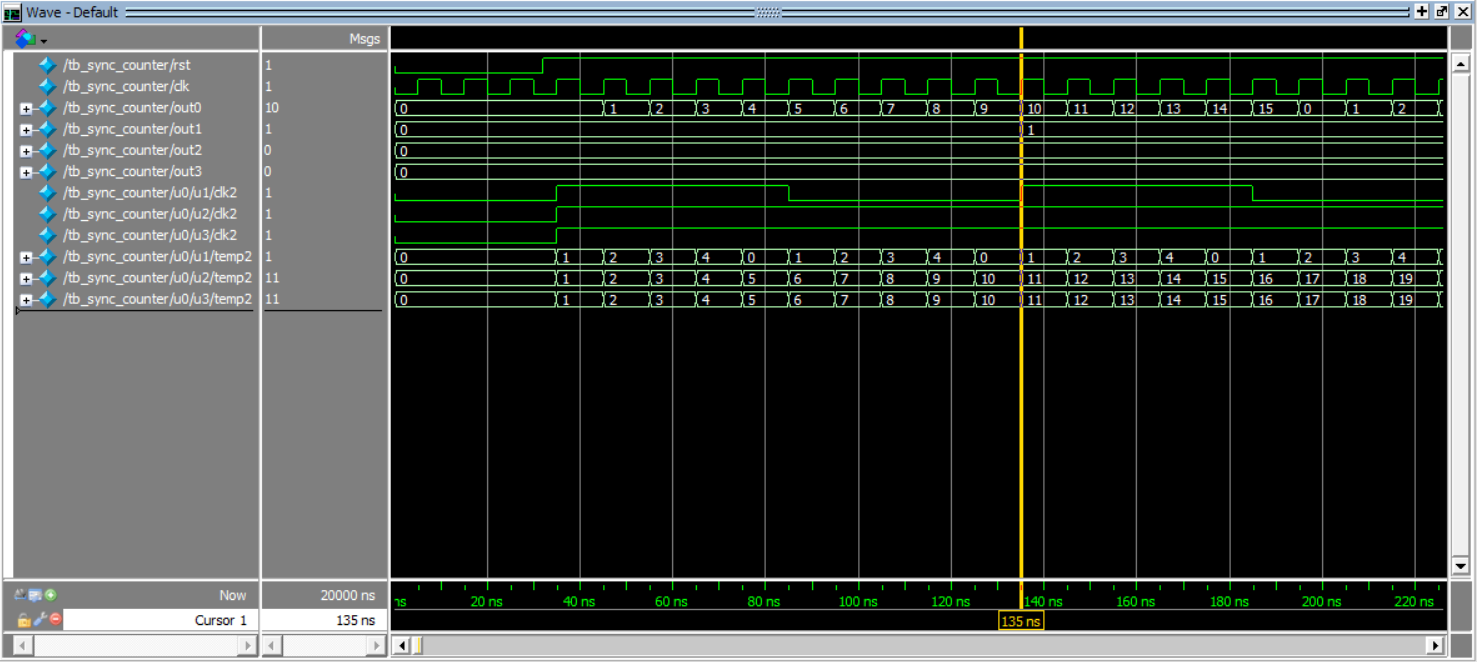 Wave - Default
Msgs
/tb_sync_counter/rst 1
/tb_sync_counter/clk 1
/tb_sync_counter/out0 10 0 1 2 3 4 5 6 7 8 9 10 11 12 13 14 15 0 1 2
/tb_sync_counter/out1 1 0 1
/tb_sync_counter/out2 0 0
/tb_sync_counter/out3 0 0
/tb_sync_counter/u0/u1/clk2 1
/tb_sync_counter/u0/u2/clk2 1
/tb_sync_counter/u0/u3/clk2 1
/tb_sync_counter/u0/u1/temp2 1 0 1 2 3 4 0 1 2 3 4 0 1 2 3 4 0 1 2 3 4
/tb_sync_counter/u0/u2/temp2 11 0 1 2 3 4 5 6 7 8 9 10 11 12 13 14 15 16 17 18 19
/tb_sync_counter/u0/u3/temp2 11 0 1 2 3 4 5 6 7 8 9 10 11 12 13 14 15 16 17 18 19
Now 20000 ns ns 20 ns 40 ns 60 ns 80 ns 100 ns 120 ns 140 ns 160 ns 180 ns 200 ns 220 ns
Cursor 1 135 ns 135 ns